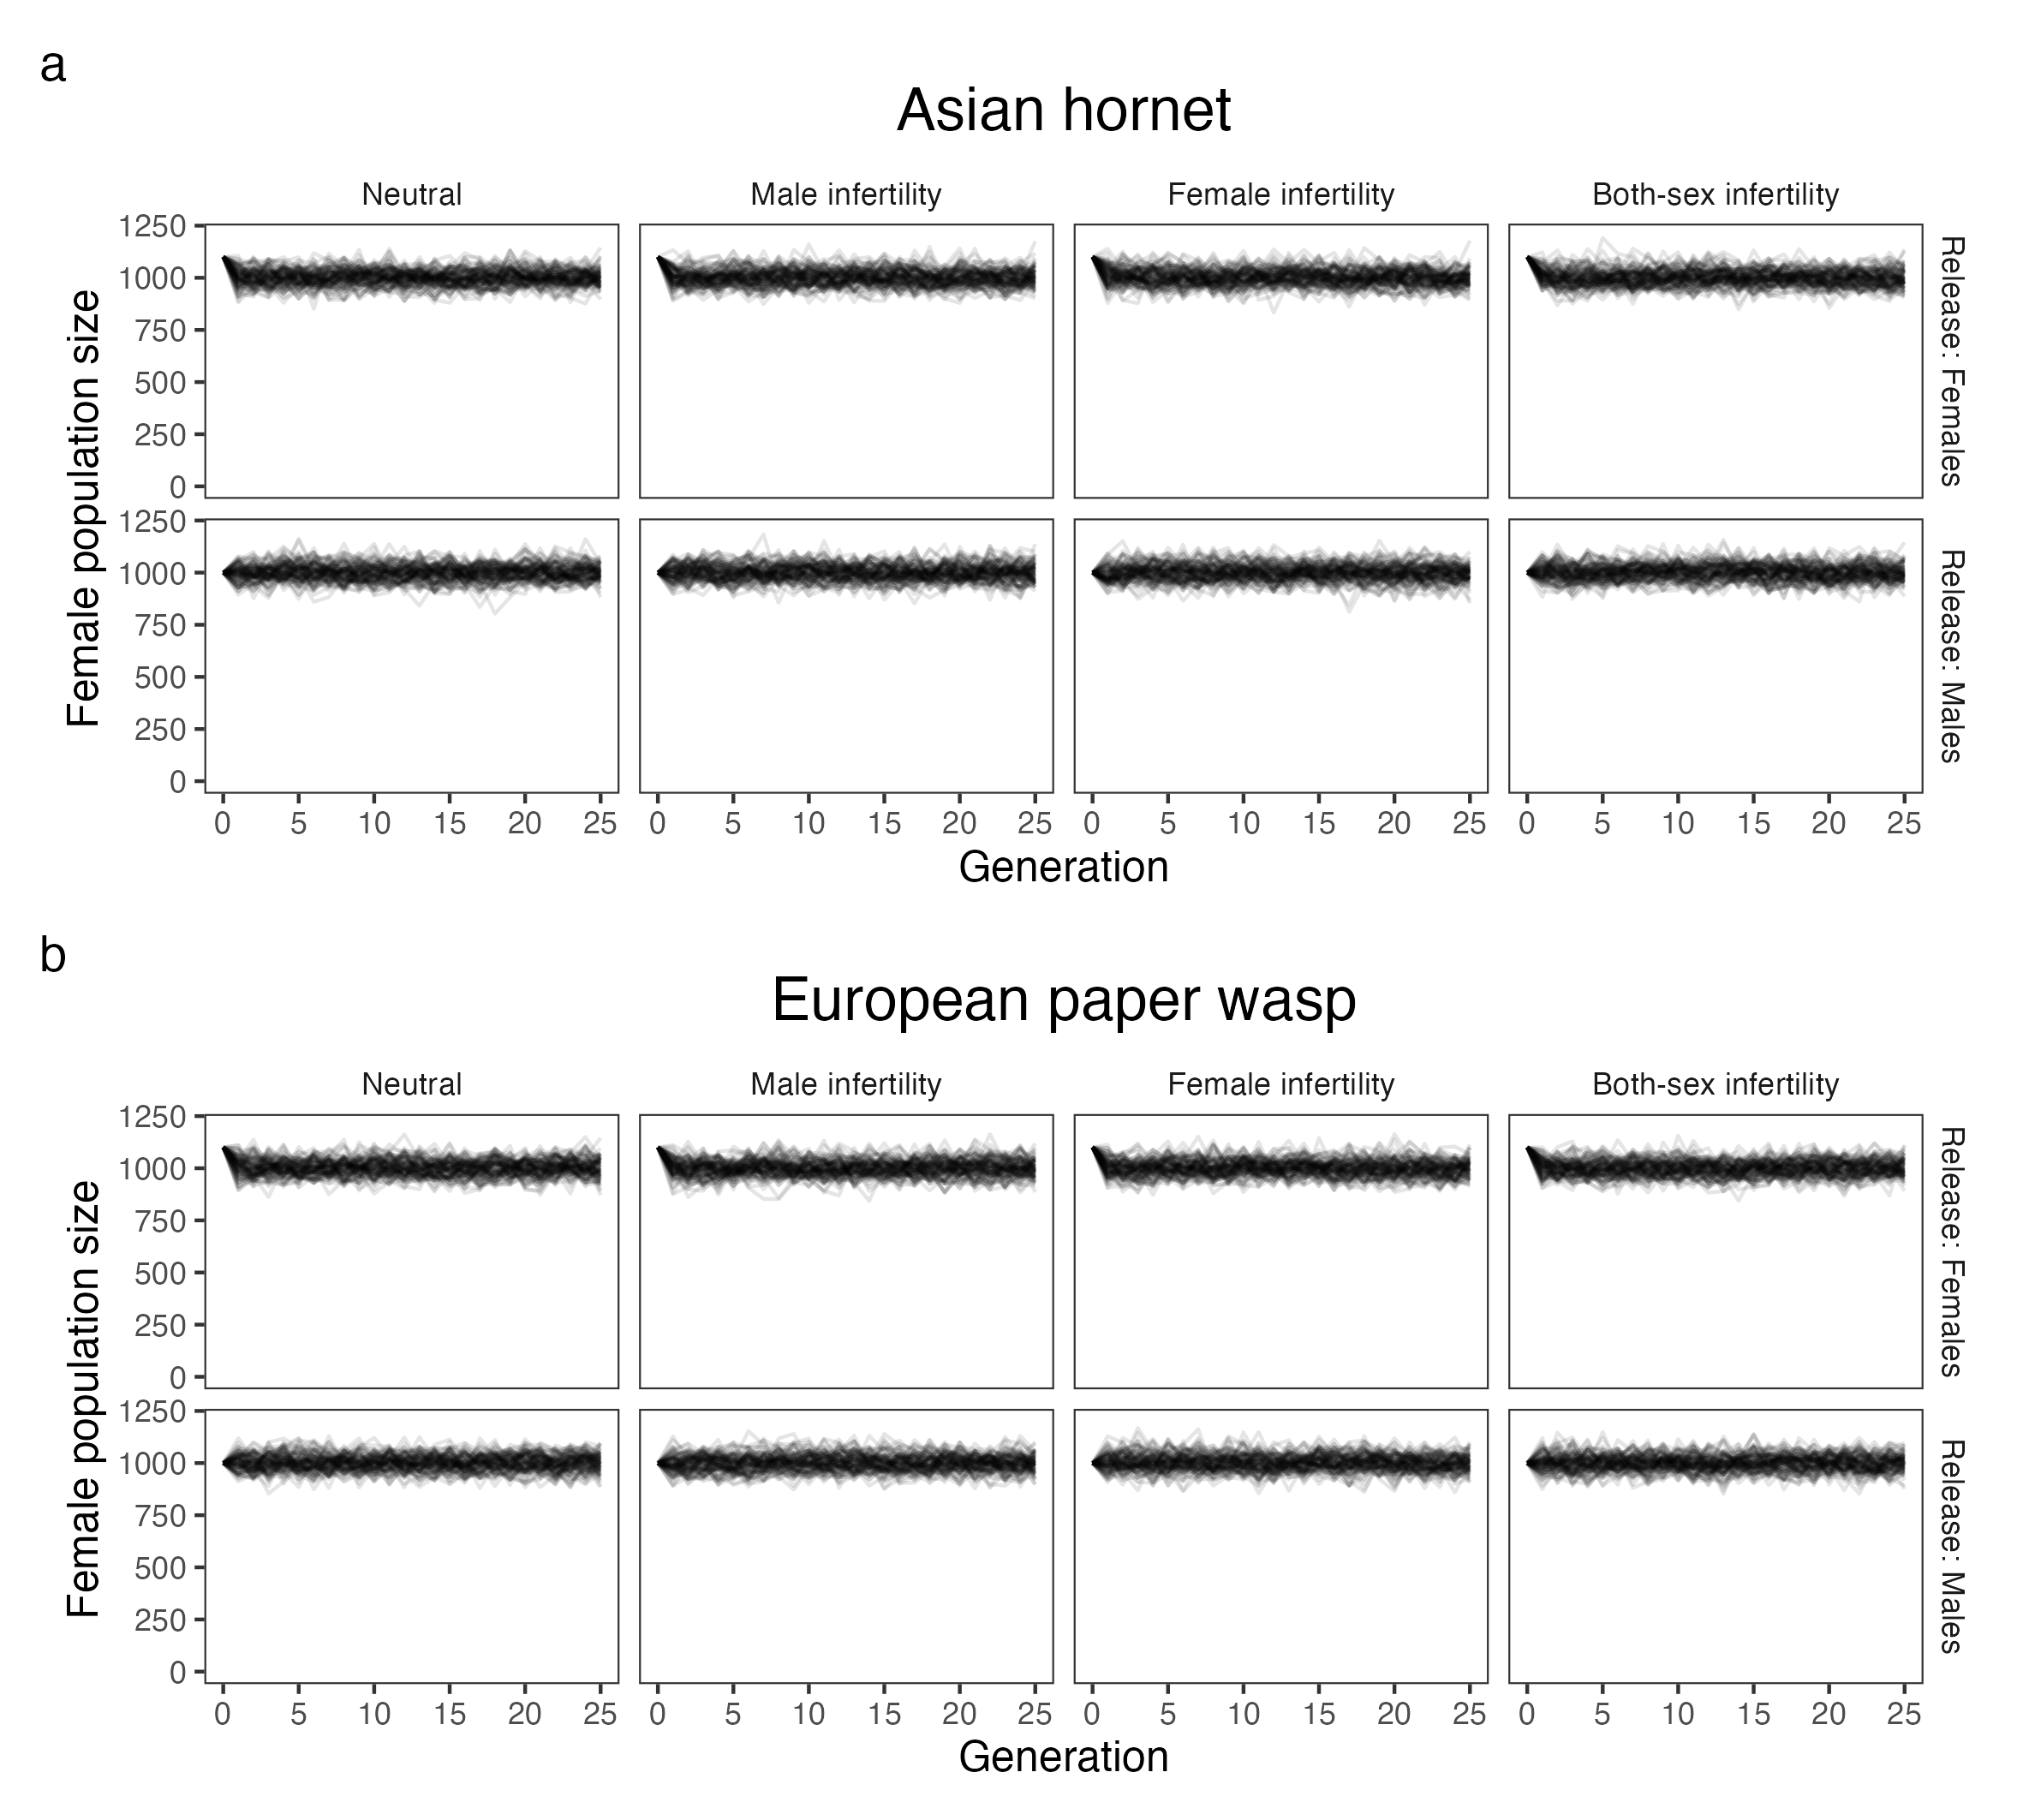 a
Asian hornet
Neutral Male infertility Female infertility Both-sex infertility
Female population size
1250
1000
750
500
250
0
Release: Females
1250
1000
750
500
250
0
Release: Males
0 5 10 15 20 25 0 5 10 15 20 25 0 5 10 15 20 25 0 5 10 15 20 25
Generation
b
European paper wasp
Neutral Male infertility Female infertility Both-sex infertility
Female population size
1250
1000
750
500
250
0
Release: Females
1250
1000
750
500
250
0
Release: Males
0 5 10 15 20 25 0 5 10 15 20 25 0 5 10 15 20 25 0 5 10 15 20 25
Generation